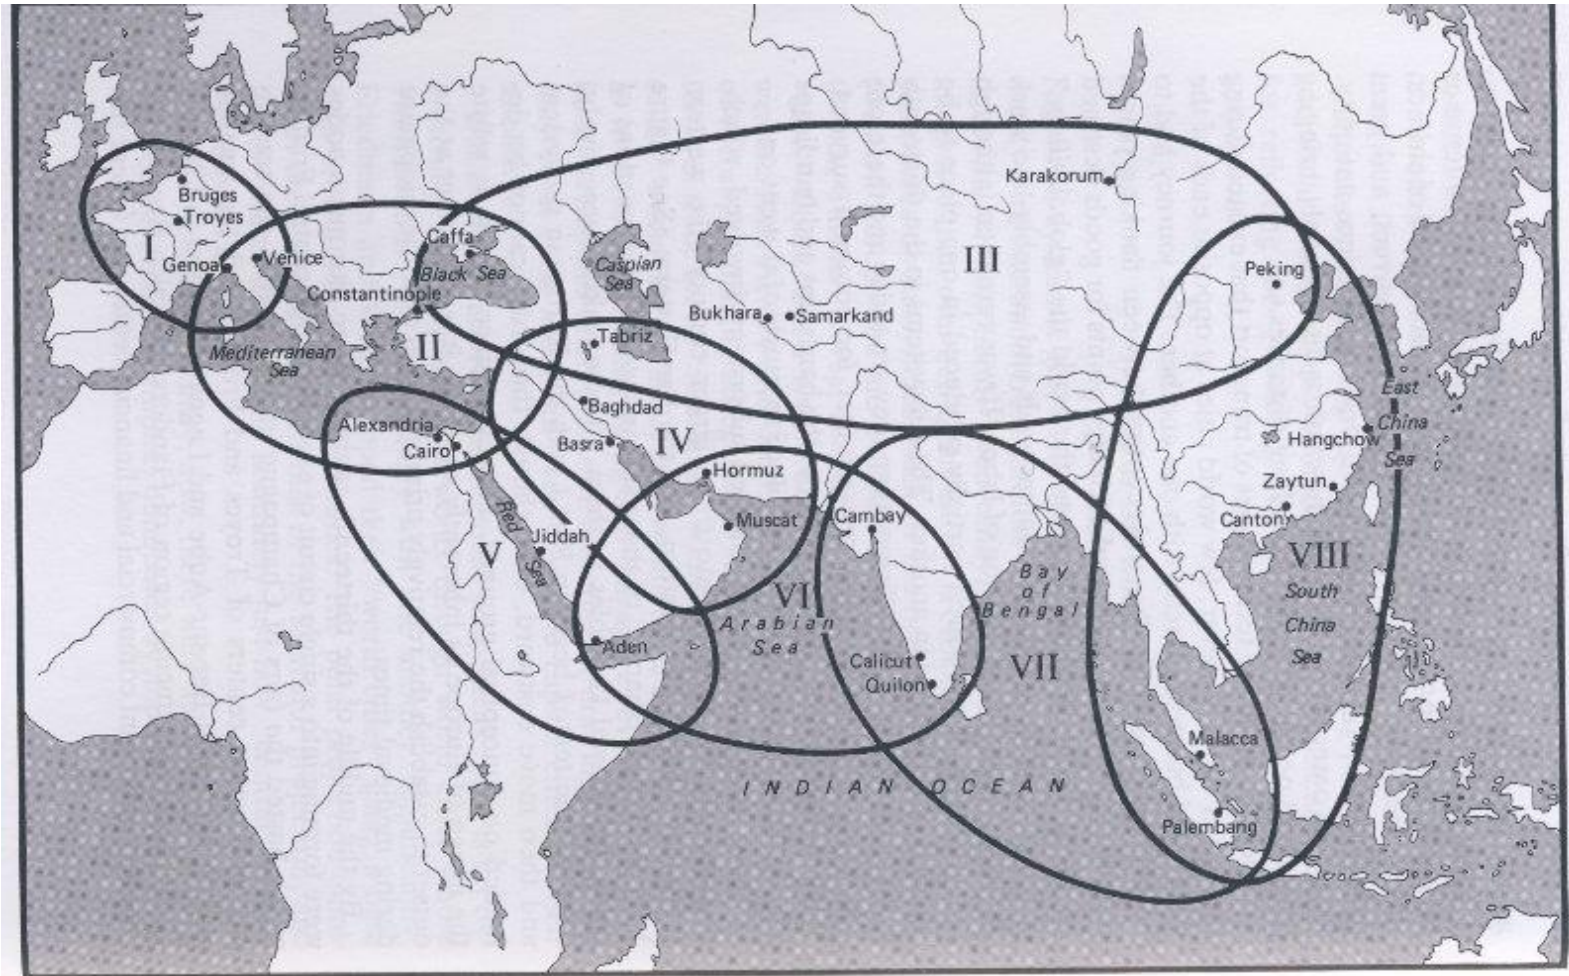 Karakorum
Bruges
Troyes
I
Genoa
Venice
Caffa
Black Sea
Caspian
Sea
III
Peking
Constantinople
II
Bukhara
Samarkand
Tabriz
Mediterranean
Sea
East
China
Sea
Baghdad
Alexandria
Cairo
Basra
IV
Hormuz
Hangchow
Zaytun
Canton
Red
Sea
Jiddah
V
Muscat
Cambay
VIII
South
China
Sea
Bay
of
Bengal
VI
Arabian
Sea
VII
Aden
Calicut
Quilon
Malacca
INDIAN OCEAN
Palembang